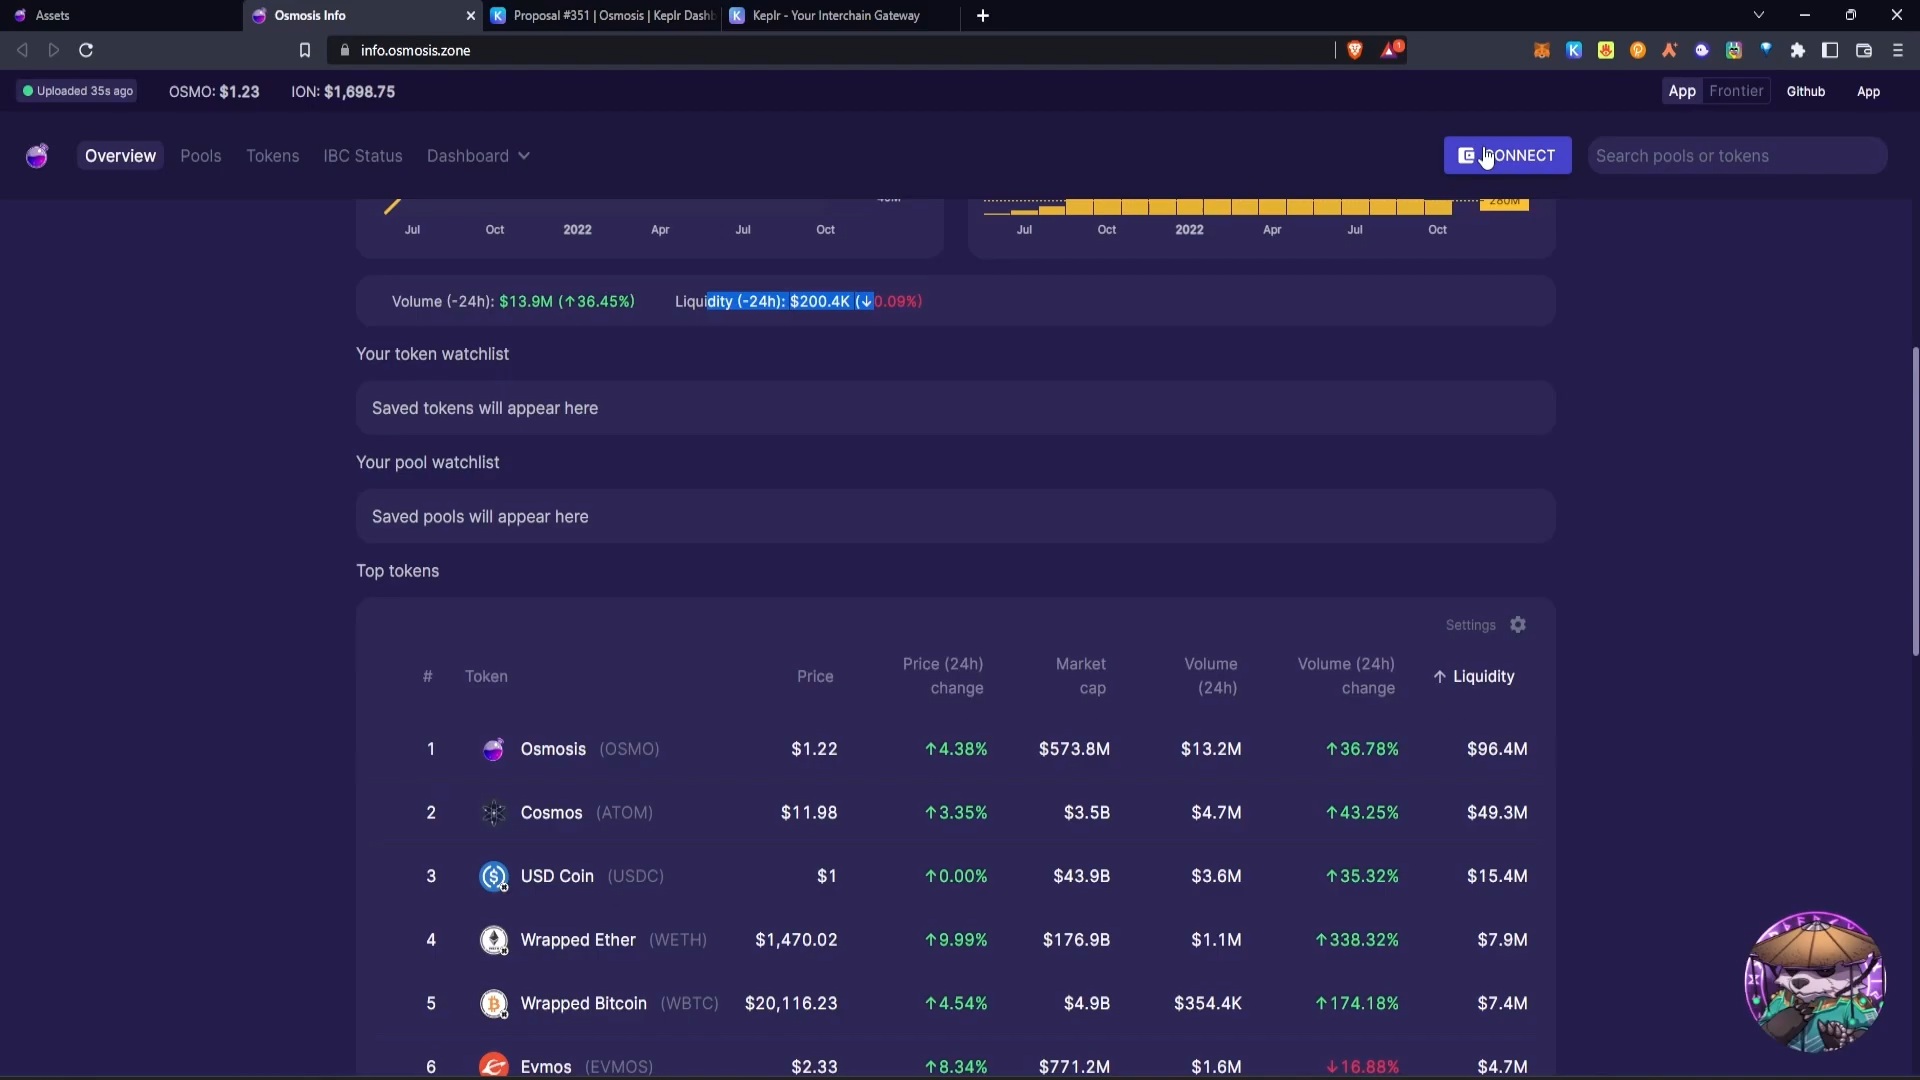 Assets
Osmosis Info
Proposal #351 | Osmosis | Keplr Dashb
Keplr - Your Interchain Gateway
info.osmosis.zone
1
Uploaded 35s ago
OSMO: $1.23
ION: $1,698.75
App
Frontier
Github
App
Overview
Pools
Tokens
IBC Status
Dashboard
CONNECT
Search pools or tokens
280M
Jul Oct 2022 Apr Jul Oct
Jul Oct 2022 Apr Jul Oct
Volume (-24h): $13.9M (↑36.45%)
Liquidity (-24h): $200.4K (↓0.09%)
Your token watchlist
Saved tokens will appear here
Your pool watchlist
Saved pools will appear here
Top tokens
Settings
# Token Price Price (24h) change Market cap Volume (24h) Volume (24h) change ↑ Liquidity
1 Osmosis (OSMO) $1.22 ↑4.38% $573.8M $13.2M ↑36.78% $96.4M
2 Cosmos (ATOM) $11.98 ↑3.35% $3.5B $4.7M ↑43.25% $49.3M
3 USD Coin (USDC) $1 ↑0.00% $43.9B $3.6M ↑35.32% $15.4M
4 Wrapped Ether (WETH) $1,470.02 ↑9.99% $176.9B $1.1M ↑338.32% $7.9M
5 Wrapped Bitcoin (WBTC) $20,116.23 ↑4.54% $4.9B $354.4K ↑174.18% $7.4M
6 Evmos (EVMOS) $2.33 ↑8.34% $771.2M $1.6M ↓16.88% $4.7M